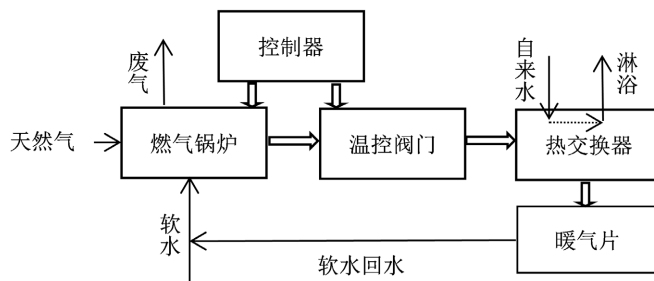 控制器
废气
自来水
淋浴
天然气
燃气锅炉
温控阀门
热交换器
软水
暖气片
软水回水